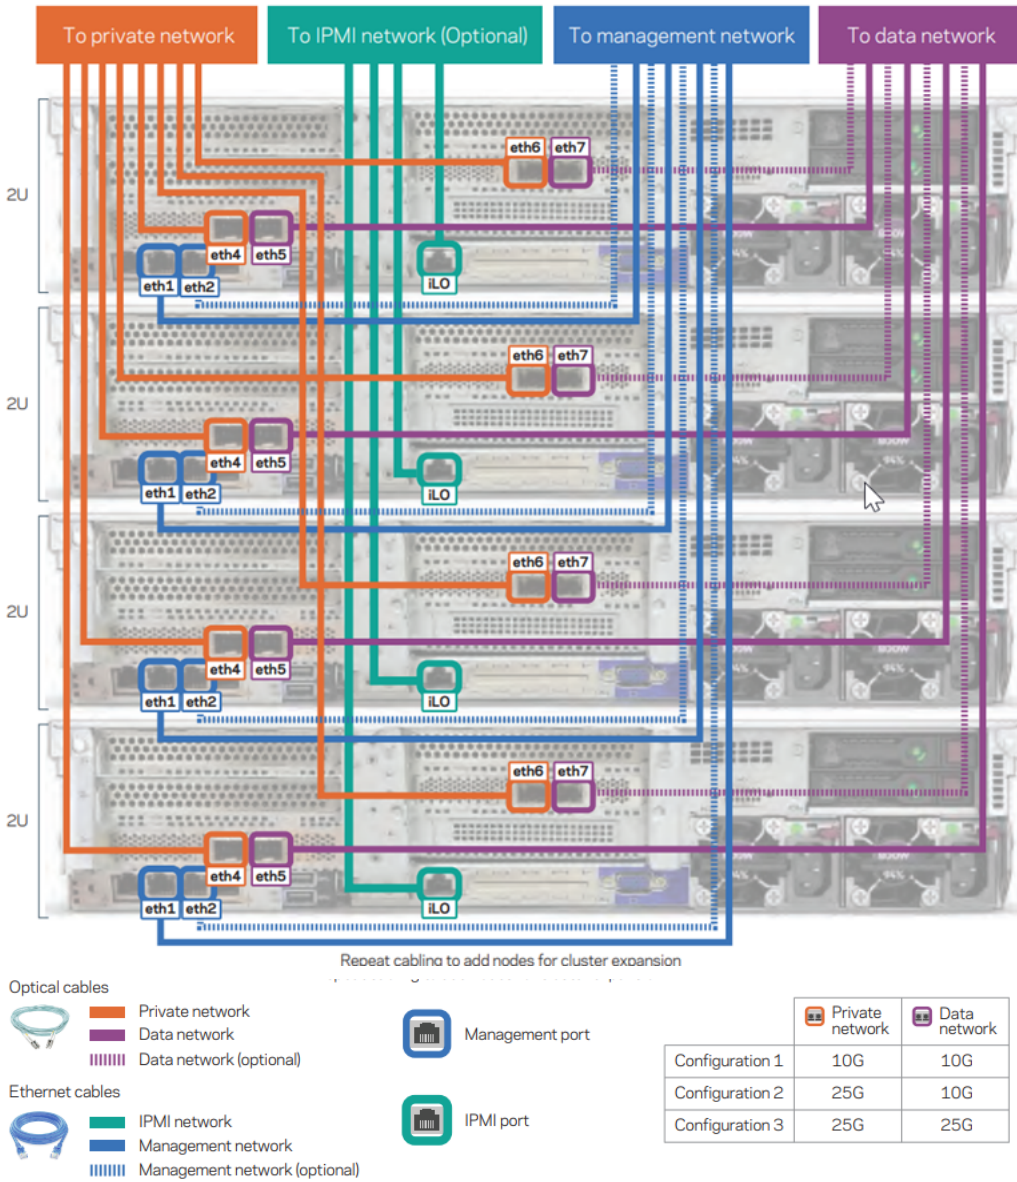 To private network
To IPMI network (Optional)
To management network
To data network
2U
eth6 eth7
eth4 eth5
eth1 eth2
iLO
2U
eth6 eth7
eth4 eth5
eth1 eth2
iLO
94%
2U
eth6 eth7
eth4 eth5
eth1 eth2
iLO
94%
2U
eth6 eth7
eth4 eth5
eth1 eth2
iLO
Repeat cabling to add nodes for cluster expansion
Optical cables
Private network
Data network
Data network (optional)
Ethernet cables
IPMI network
Management network
Management network (optional)
Management port
IPMI port
Private network Data network
Configuration 1 10G 10G
Configuration 2 25G 10G
Configuration 3 25G 25G